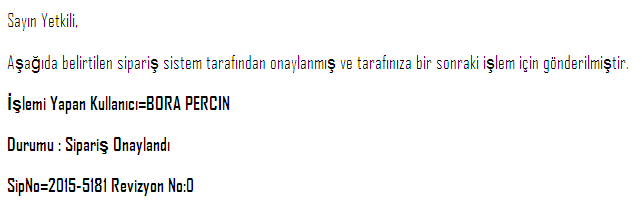 Sayın Yetkili,
Aşağıda belirtilen sipariş sistem tarafından onaylanmış ve tarafınıza bir sonraki işlem için gönderilmiştir.
İşlemi Yapan Kullanıcı=BORA PERCIN
Durumu : Sipariş Onaylandı
SipNo=2015-5181 Revizyon No:0